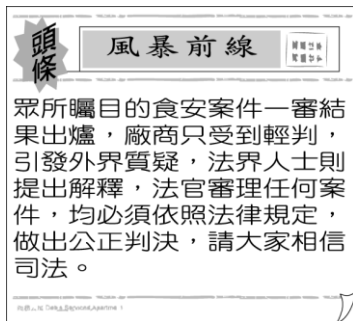 頭條
風暴前線
眾所矚目的食安案件一審結
果出爐，廠商只受到輕判，
引發外界質疑，法界人士則
提出解釋，法官審理任何案
件，均必須依照法律規定，
做出公正判決，請大家相信
司法。